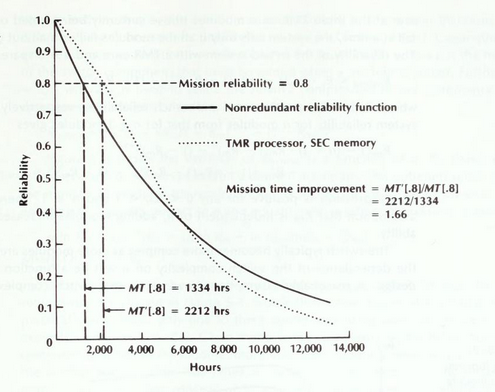 1.0
0.9
0.8
0.7
0.6
0.5
0.4
0.3
0.2
0.1
0
Reliability
Mission reliability = 0.8
Nonredundant reliability function
TMR processor, SEC memory
Mission time improvement = MT'[.8]/MT[.8]
= 2212/1334
= 1.66
MT [.8] = 1334 hrs
MT'[.8] = 2212 hrs
2,000 4,000 6,000 8,000 10,000 12,000 14,000
Hours